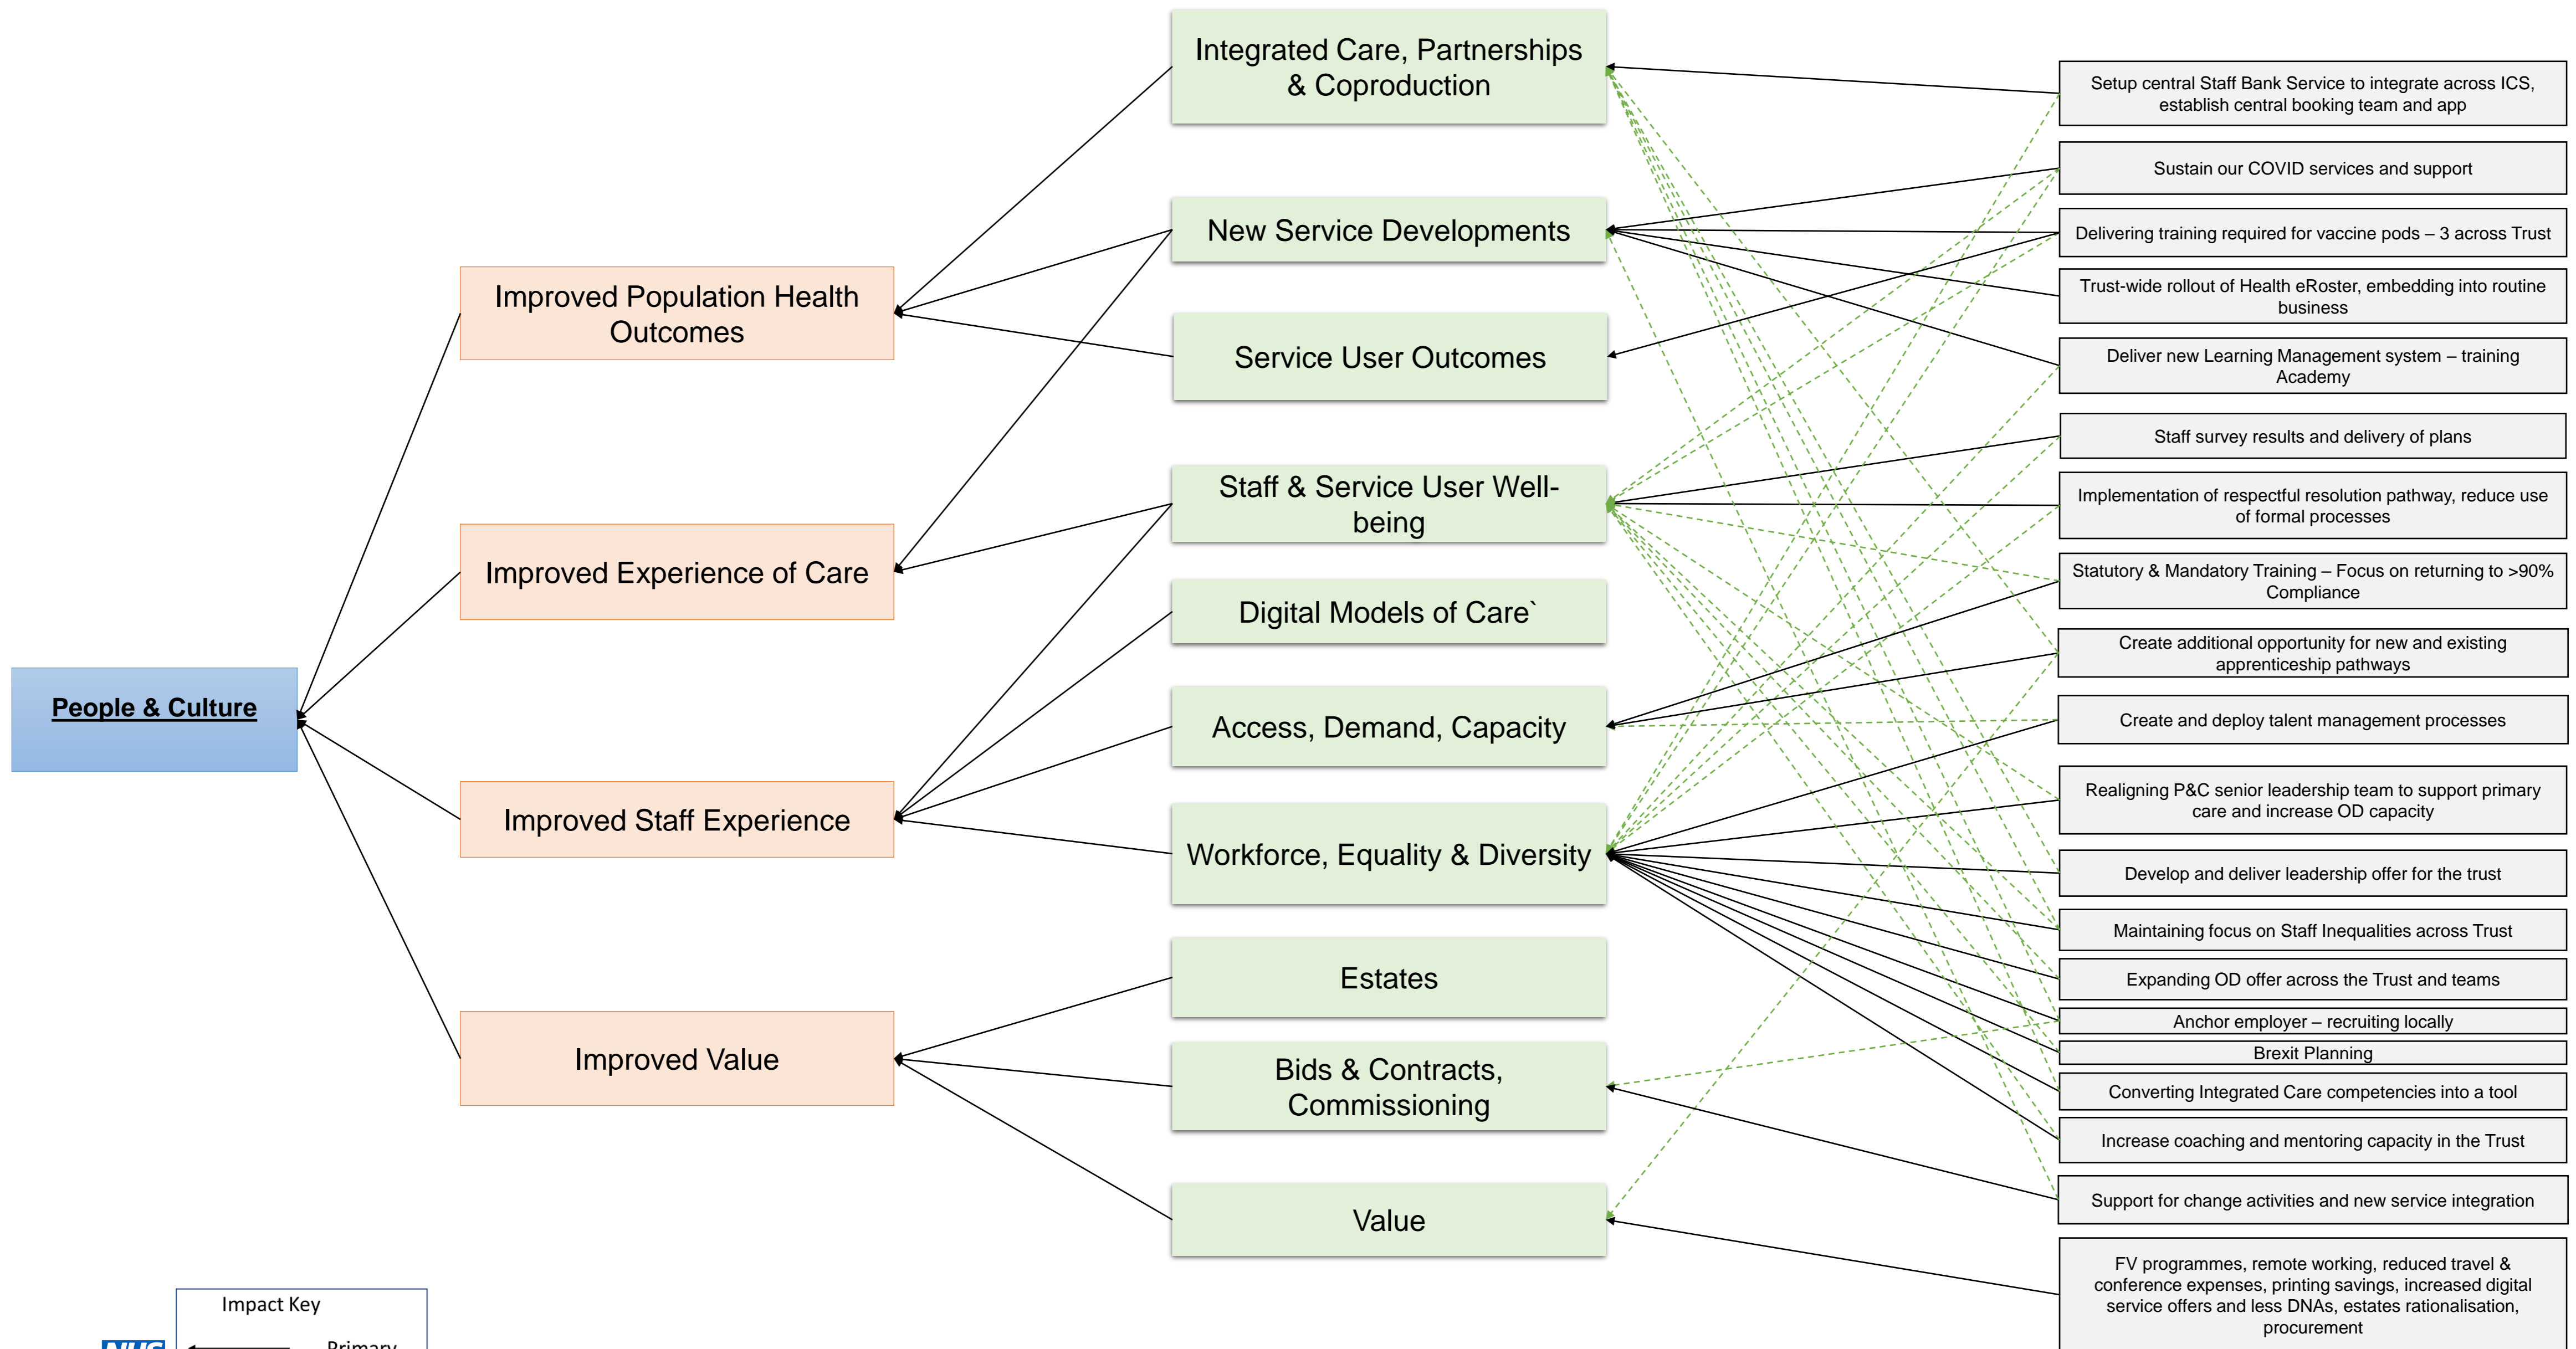 People & Culture
Improved Population Health
Outcomes
Improved Experience of Care
Improved Staff Experience
Improved Value
Integrated Care, Partnerships
& Coproduction
New Service Developments
Service User Outcomes
Staff & Service User Well-
being
Digital Models of Care`
Access, Demand, Capacity
Workforce, Equality & Diversity
Estates
Bids & Contracts,
Commissioning
Value
Setup central Staff Bank Service to integrate across ICS,
establish central booking team and app
Sustain our COVID services and support
Delivering training required for vaccine pods – 3 across Trust
Trust-wide rollout of Health eRoster, embedding into routine
business
Deliver new Learning Management system – training
Academy
Staff survey results and delivery of plans
Implementation of respectful resolution pathway, reduce use
of formal processes
Statutory & Mandatory Training – Focus on returning to >90%
Compliance
Create additional opportunity for new and existing
apprenticeship pathways
Create and deploy talent management processes
Realigning P&C senior leadership team to support primary
care and increase OD capacity
Develop and deliver leadership offer for the trust
Maintaining focus on Staff Inequalities across Trust
Expanding OD offer across the Trust and teams
Anchor employer – recruiting locally
Brexit Planning
Converting Integrated Care competencies into a tool
Increase coaching and mentoring capacity in the Trust
Support for change activities and new service integration
FV programmes, remote working, reduced travel &
conference expenses, printing savings, increased digital
service offers and less DNAs, estates rationalisation,
procurement
Impact Key
Primary
NHS